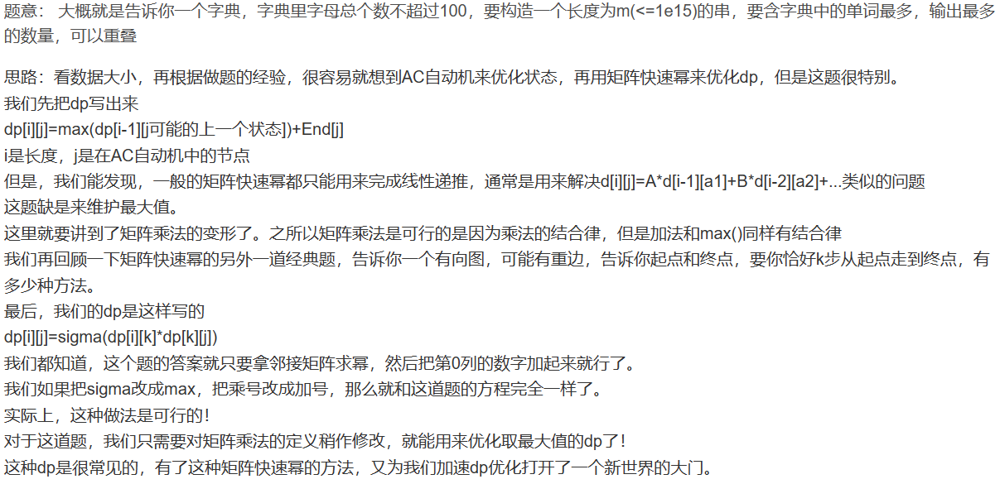 题意： 大概就是告诉你一个字典，字典里字母总个数不超过100，要构造一个长度为m(<=1e15)的串，要含字典中的单词最多，输出最多
的数量，可以重叠
思路：看数据大小，再根据做题的经验，很容易就想到AC自动机来优化状态，再用矩阵快速幂来优化dp，但是这题很特别。
我们先把dp写出来
dp[i][j]=max(dp[i-1][j可能的上一个状态])+End[j]
i是长度，j是在AC自动机中的节点
但是，我们能发现，一般的矩阵快速幂都只能用来完成线性递推，通常是用来解决d[i][j]=A*d[i-1][a1]+B*d[i-2][a2]+...类似的问题
这题缺是来维护最大值。
这里就要讲到了矩阵乘法的变形了。之所以矩阵乘法是可行的是因为乘法的结合律，但是加法和max()同样有结合律
我们再回顾一下矩阵快速幂的另外一道经典题，告诉你一个有向图，可能有重边，告诉你起点和终点，要你恰好k步从起点走到终点，有
多少种方法。
最后，我们的dp是这样写的
dp[i][j]=sigma(dp[i][k]*dp[k][j])
我们都知道，这个题的答案就只要拿邻接矩阵求幂，然后把第0列的数字加起来就行了。
我们如果把sigma改成max，把乘号改成加号，那么就和这道题的方程完全一样了。
实际上，这种做法是可行的！
对于这道题，我们只需要对矩阵乘法的定义稍作修改，就能用来优化取最大值的dp了！
这种dp是很常见的，有了这种矩阵快速幂的方法，又为我们加速dp优化打开了一个新世界的大门。